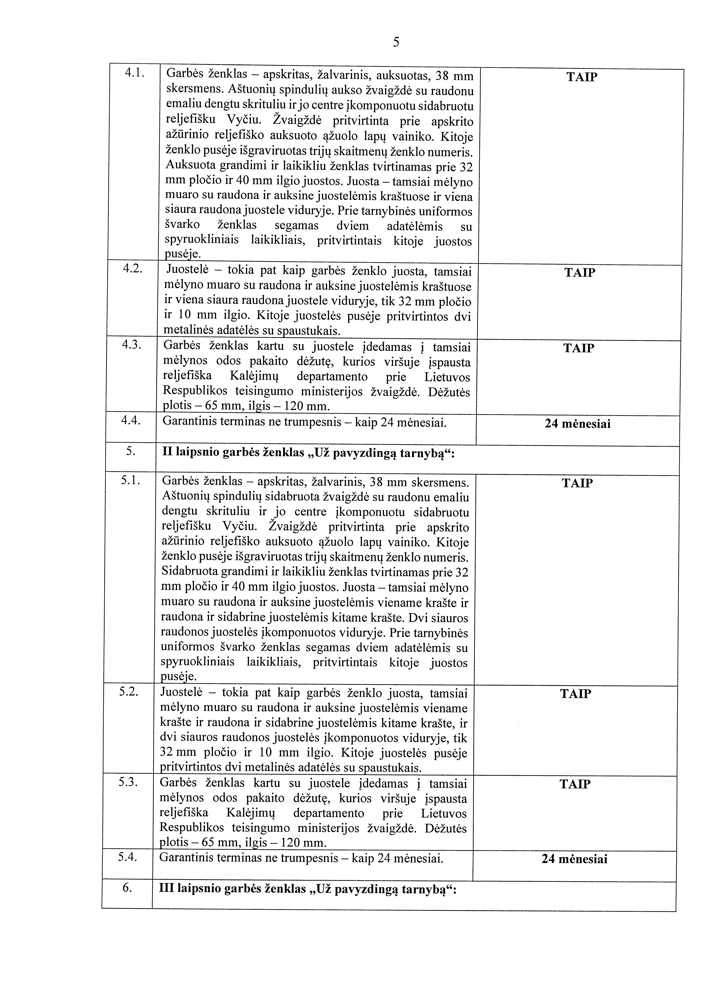 5
4.1. Garbės ženklas – apskritas, žalvarinis, auksuotas, 38 mm TAIP
skersmens. Aštuonių spindulių aukso žvaigždė su raudonu
emaliu dengtu skrituliu ir jo centre įkomponuotu sidabruotu
reljefišku Vyčiu. Žvaigždė pritvirtinta prie apskrito
ažūrinio reljefiško auksuoto ąžuolo lapų vainiko. Kitoje
ženklo pusėje išgraviruotas trijų skaitmenų ženklo numeris.
Auksuota grandimi ir laikikliu ženklas tvirtinamas prie 32
mm pločio ir 40 mm ilgio juostos. Juosta – tamsiai mėlyno
muaro su raudona ir auksine juostelėmis kraštuose ir viena
siaura raudona juostele viduryje. Prie tarnybinės uniformos
švarko ženklas segamas dviem adatėlėmis su
spyruokliniais laikikliais, pritvirtintais kitoje juostos
pusėje.
4.2. Juostelė – tokia pat kaip garbės ženklo juosta, tamsiai TAIP
mėlyno muaro su raudona ir auksine juostelėmis kraštuose
ir viena siaura raudona juostele viduryje, tik 32 mm pločio
ir 10 mm ilgio. Kitoje juostelės pusėje pritvirtintos dvi
metalinės adatėlės su spaustukais.
4.3. Garbės ženklas kartu su juostele įdedamas į tamsiai TAIP
mėlynos odos pakaito dėžutę, kurios viršuje įspausta
reljefiška Kalėjimų departamento prie Lietuvos
Respublikos teisingumo ministerijos žvaigždė. Dėžutės
plotis – 65 mm, ilgis – 120 mm.
4.4. Garantinis terminas ne trumpesnis – kaip 24 mėnesiai. 24 mėnesiai
5. II laipsnio garbės ženklas „Už pavyzdingą tarnybą“:
5.1. Garbės ženklas – apskritas, žalvarinis, 38 mm skersmens. TAIP
Aštuonių spindulių sidabruota žvaigždė su raudonu emaliu
dengtu skrituliu ir jo centre įkomponuotu sidabruotu
reljefišku Vyčiu. Žvaigždė pritvirtinta prie apskrito
ažūrinio reljefiško auksuoto ąžuolo lapų vainiko. Kitoje
ženklo pusėje išgraviruotas trijų skaitmenų ženklo numeris.
Sidabruota grandimi ir laikikliu ženklas tvirtinamas prie 32
mm pločio ir 40 mm ilgio juostos. Juosta – tamsiai mėlyno
muaro su raudona ir auksine juostelėmis viename krašte ir
raudona ir sidabrine juostelėmis kitame krašte. Dvi siauros
raudonos juostelės įkomponuotos viduryje. Prie tarnybinės
uniformos švarko ženklas segamas dviem adatėlėmis su
spyruokliniais laikikliais, pritvirtintais kitoje juostos
pusėje.
5.2. Juostelė – tokia pat kaip garbės ženklo juosta, tamsiai TAIP
mėlyno muaro su raudona ir auksine juostelėmis viename
krašte ir raudona ir sidabrine juostelėmis kitame krašte, ir
dvi siauros raudonos juostelės įkomponuotos viduryje, tik
32 mm pločio ir 10 mm ilgio. Kitoje juostelės pusėje
pritvirtintos dvi metalinės adatėlės su spaustukais.
5.3. Garbės ženklas kartu su juostele įdedamas į tamsiai TAIP
mėlynos odos pakaito dėžutę, kurios viršuje įspausta
reljefiška Kalėjimų departamento prie Lietuvos
Respublikos teisingumo ministerijos žvaigždė. Dėžutės
plotis – 65 mm, ilgis – 120 mm.
5.4. Garantinis terminas ne trumpesnis – kaip 24 mėnesiai. 24 mėnesiai
6. III laipsnio garbės ženklas „Už pavyzdingą tarnybą“: